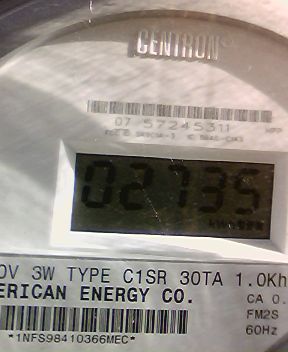 CENTRON
07 57245311
02735
0V 3W TYPE C1SR 30TA 1.0Kh
ERICAN ENERGY CO.
CA 0.
FM2S
60Hz
*1NFS98410366MEC*